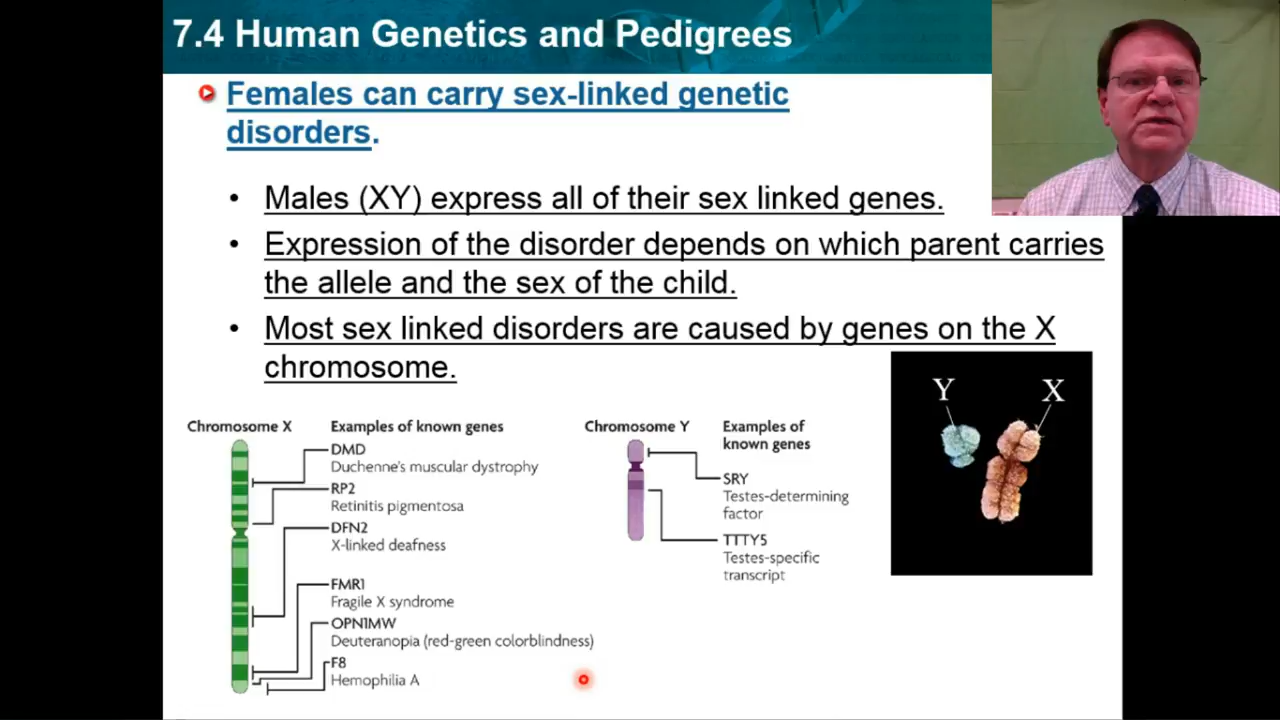 7.4 Human Genetics and Pedigrees
Females can carry sex-linked genetic
disorders.
• Males (XY) express all of their sex linked genes.
• Expression of the disorder depends on which parent carries
the allele and the sex of the child.
• Most sex linked disorders are caused by genes on the X
chromosome.
Chromosome X
Examples of known genes
DMD
Duchenne's muscular dystrophy
RP2
Retinitis pigmentosa
DFN2
X-linked deafness
FMR1
Fragile X syndrome
OPN1MW
Deuteranopia (red-green colorblindness)
F8
Hemophilia A
Chromosome Y
Examples of
known genes
SRY
Testes-determining
factor
TTTY5
Testes-specific
transcript
Y
X